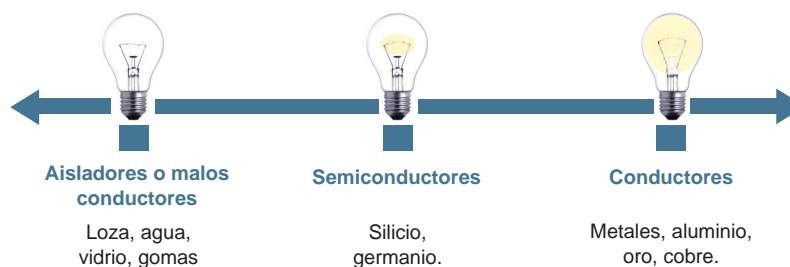 Aisladores o malos
conductores
Loza, agua,
vidrio, gomas
Semiconductores
Silicio,
germanio.
Conductores
Metales, aluminio,
oro, cobre.